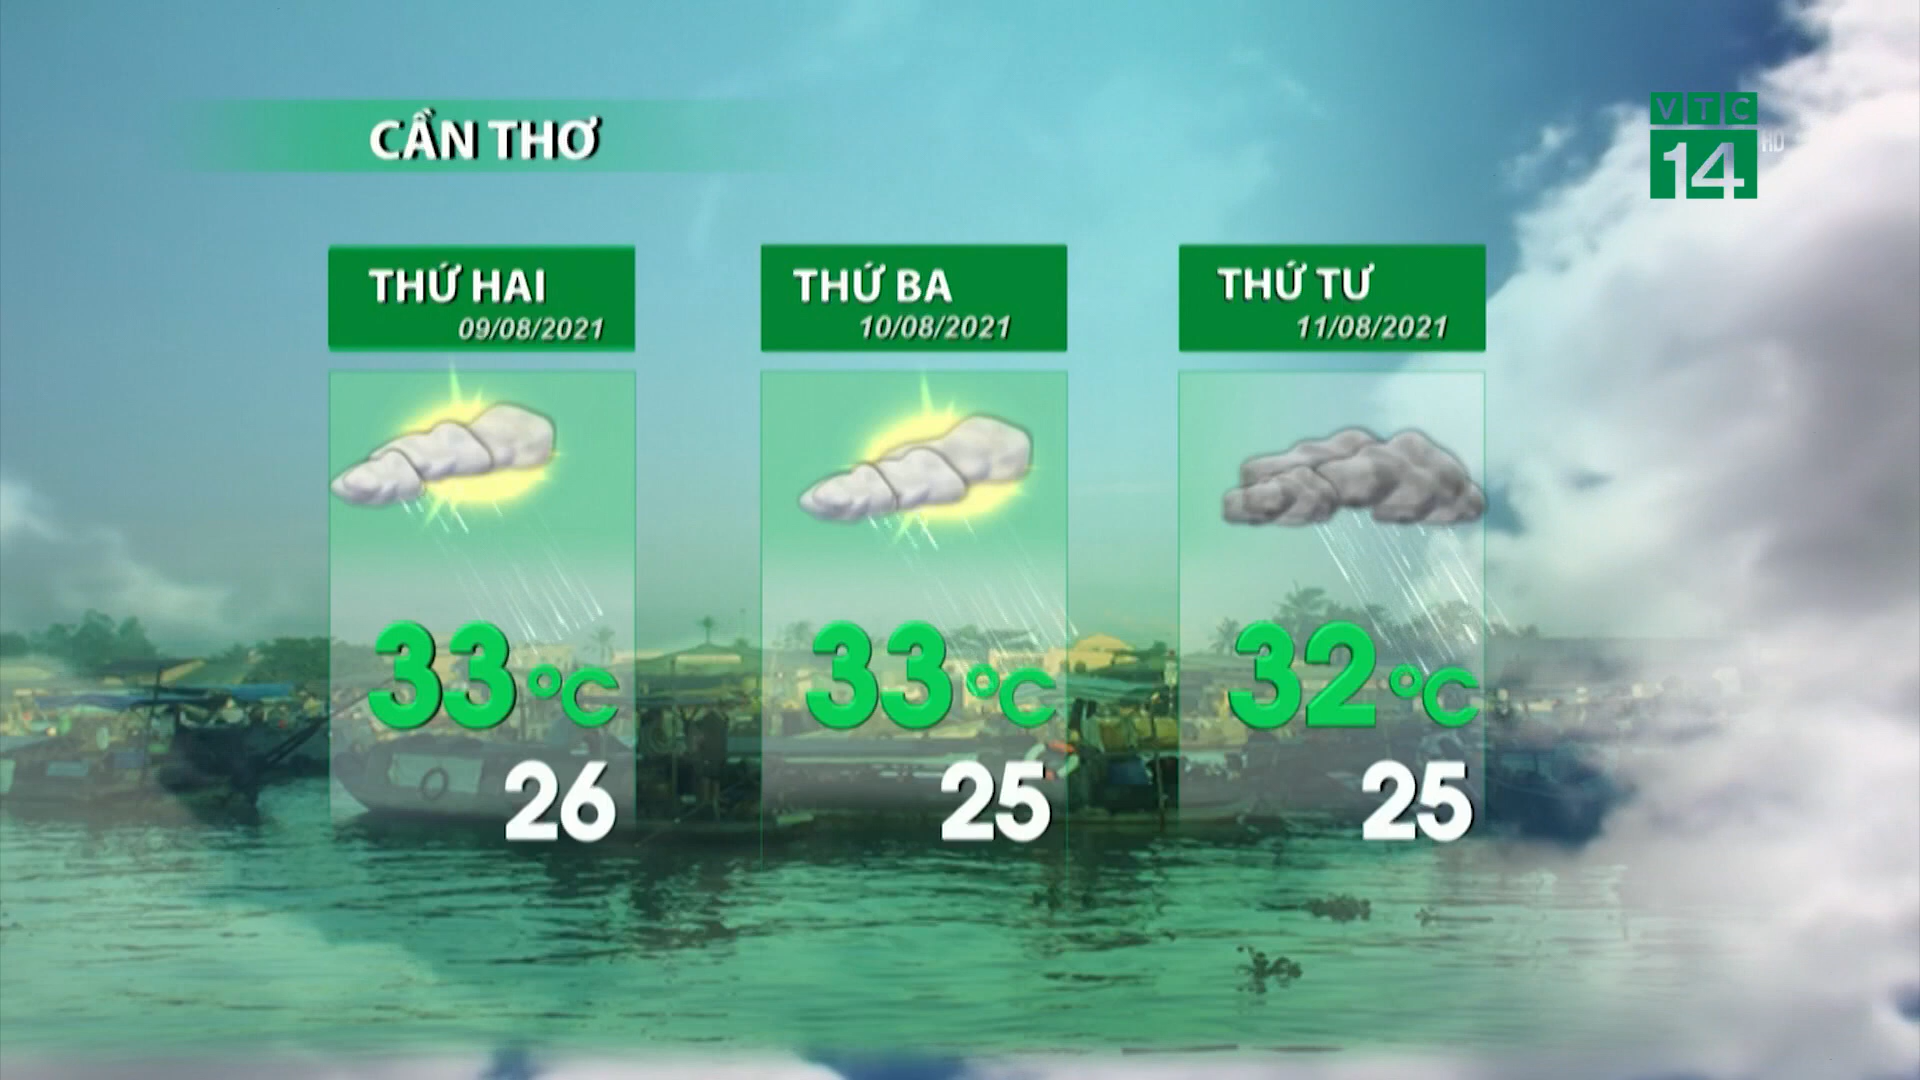 CẦN THƠ
VTC
14 HD
THỨ HAI
09/08/2021
THỨ BA
10/08/2021
THỨ TƯ
11/08/2021
33°C
33°C
32°C
26
25
25